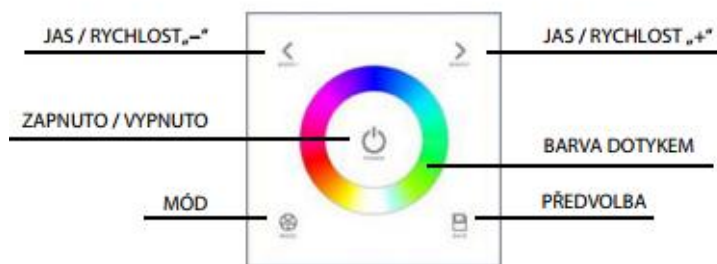 JAS / RYCHLOST„–“
JAS / RYCHLOST „+“
ZAPNUTO / VYPNUTO
BARVA DOTYKEM
MÓD
PŘEDVOLBA